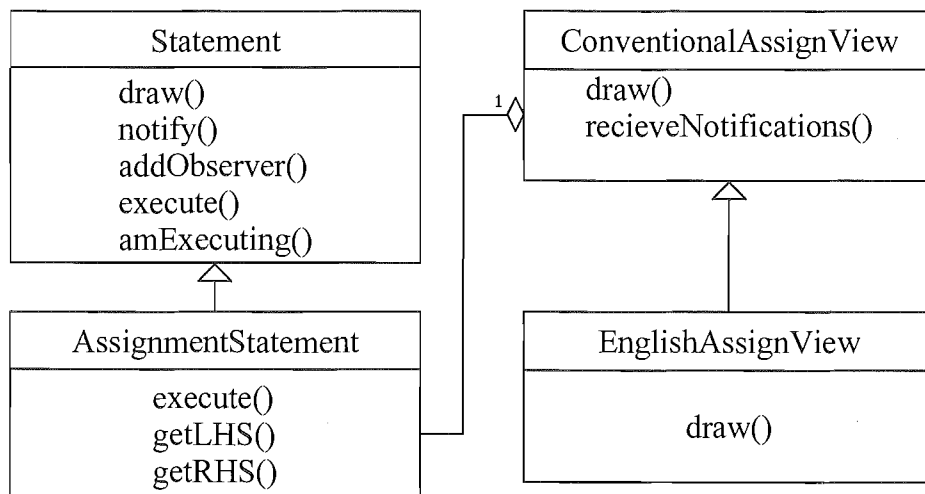 Statement
draw()
notify()
addObserver()
execute()
amExecuting()
AssignmentStatement
execute()
getLHS()
getRHS()
1
ConventionalAssignView
draw()
recieveNotifications()
EnglishAssignView
draw()